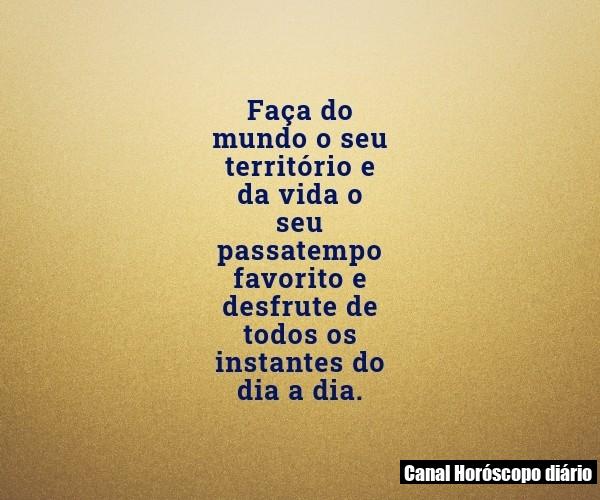 Faça do
mundo o seu
território e
da vida o
seu
passatempo
favorito e
desfrute de
todos os
instantes do
dia a dia.
Canal Horóscopo diário